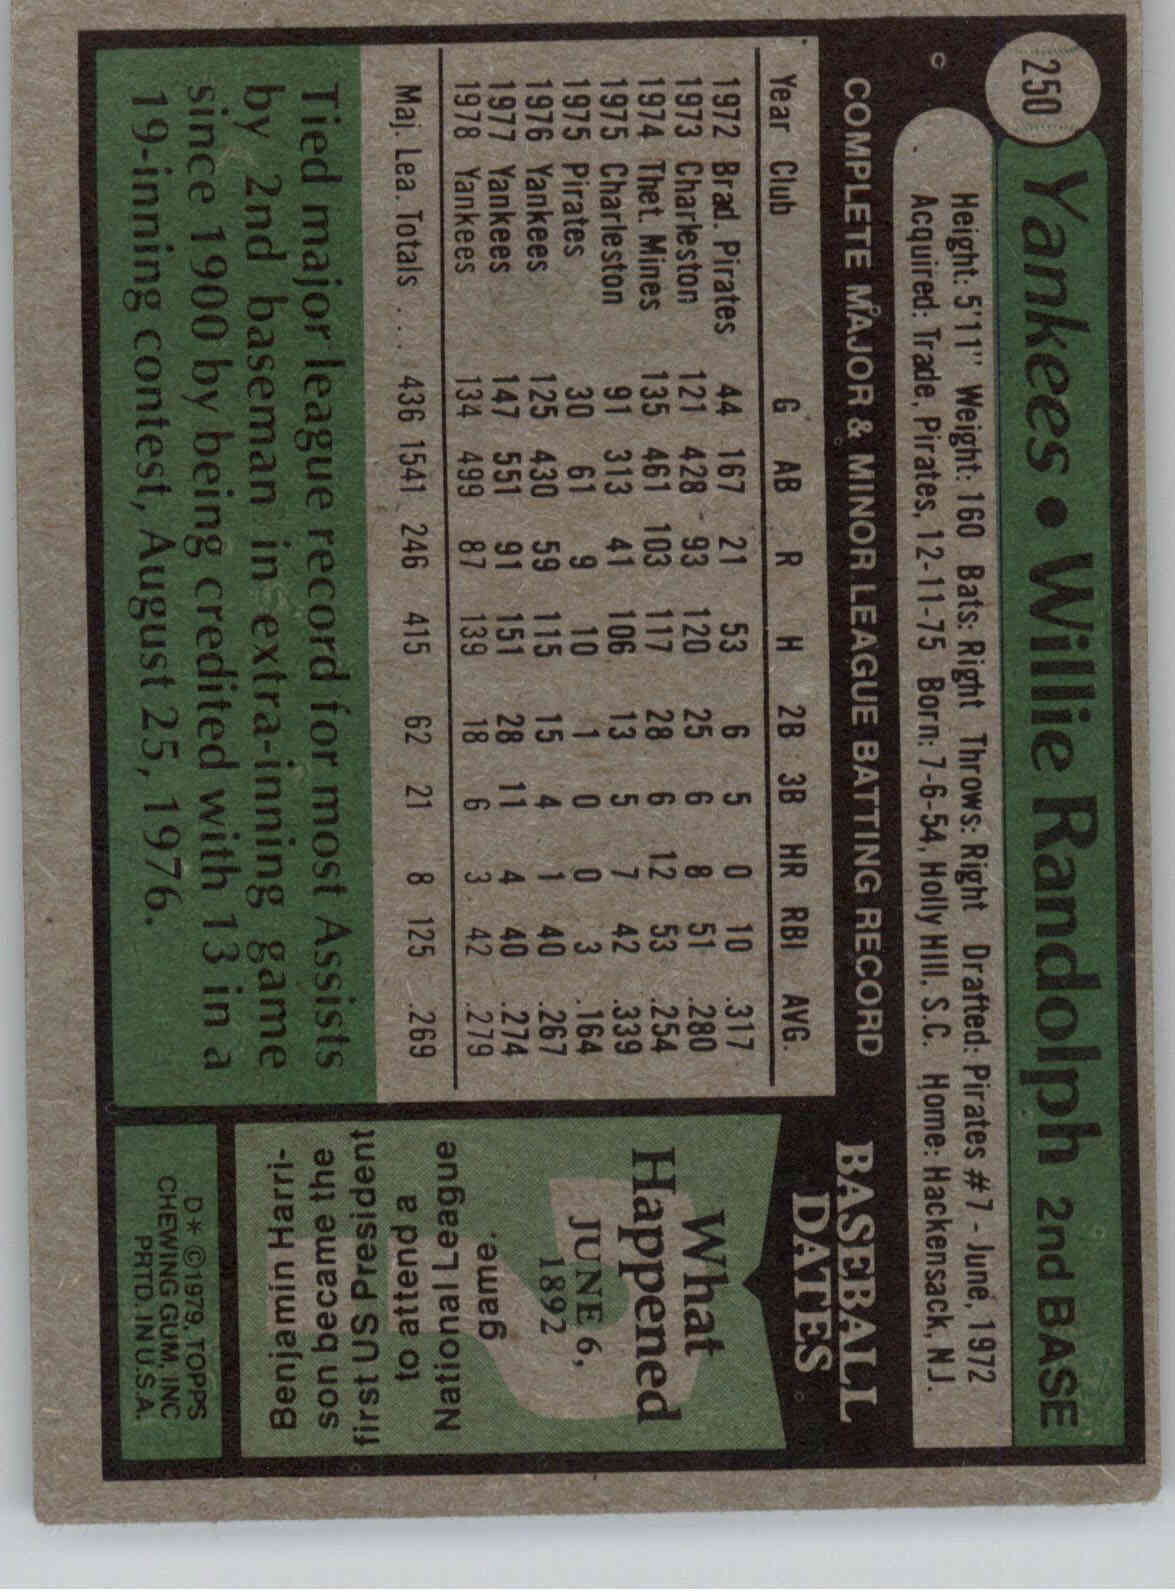 250
Yankees • Willie Randolph 2nd BASE
Height: 5'11" Weight: 160 Bats: Right Throws: Right Drafted: Pirates #7 - June, 1972
Acquired: Trade, Pirates, 12-11-75 Born: 7-6-54, Holly Hill, S.C. Home: Hackensack, N.J.
COMPLETE MAJOR & MINOR LEAGUE BATTING RECORD
Year Club G AB R H 2B 3B HR RBI AVG.
1972 Brad. Pirates 44 167 21 53 6 5 0 10 .317
1973 Charleston 121 428 93 120 25 6 8 51 .280
1974 Thet. Mines 135 461 103 117 28 6 12 53 .254
1975 Charleston 91 313 41 106 13 5 7 42 .339
1975 Pirates 30 61 9 10 1 0 0 3 .164
1976 Yankees 125 430 59 115 15 4 1 40 .267
1977 Yankees 147 551 91 151 28 11 4 40 .274
1978 Yankees 134 499 87 139 18 6 3 42 .279
Maj. Lea. Totals . . . . 436 1541 246 415 62 21 8 125 .269
Tied major league record for most Assists
by 2nd baseman in extra-inning game
since 1900 by being credited with 13 in a
19-inning contest, August 25, 1976.
BASEBALL
DATES
What
Happened
JUNE 6,
1892
?
Benjamin Harri-
son became the
first US President
to attend a
National League
game.
D* ©1979, TOPPS
CHEWING GUM, INC
PRTD. IN U.S.A.